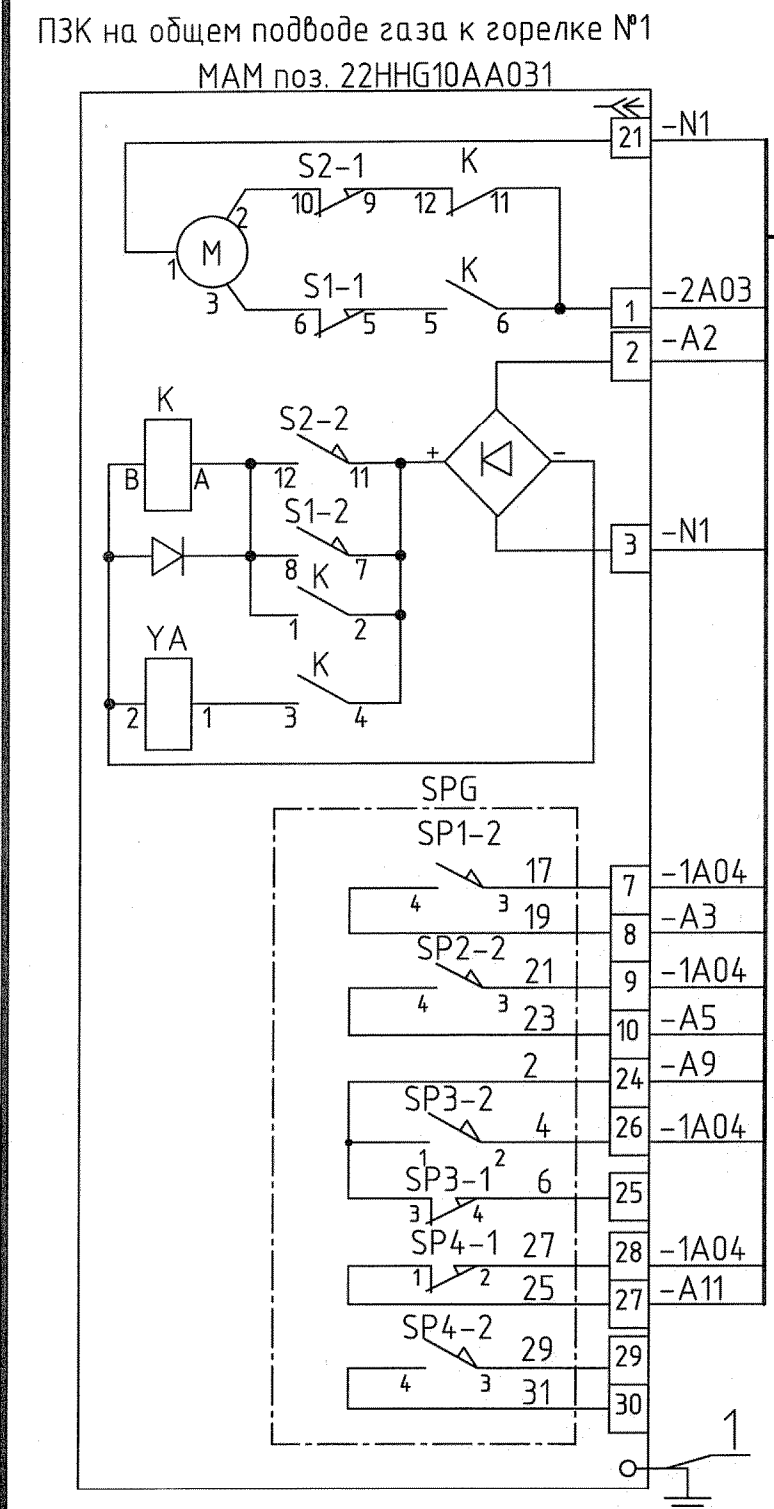 ПЗК на общем подводе газа к горелке №1
МАМ поз. 22HHG10AA031
21 -N1
S2-1 K
10 9 12 11
2
M
1
3
S1-1 K
6 5 5 6
1 -2A03
2 -A2
K
S2-2
B A 12 11 + -
S1-2
8 7
3 -N1
K
1 2
YA K
2 1 3 4
SPG
SP1-2
17 7 -1A04
4 3
19 8 -A3
SP2-2
21 9 -1A04
4 3
23 10 -A5
2 24 -A9
SP3-2
4 26 -1A04
1 2
SP3-1 6 25
3 4
SP4-1 27 28 -1A04
1 2
25 27 -A11
SP4-2
29 29
4 3
31 30
1